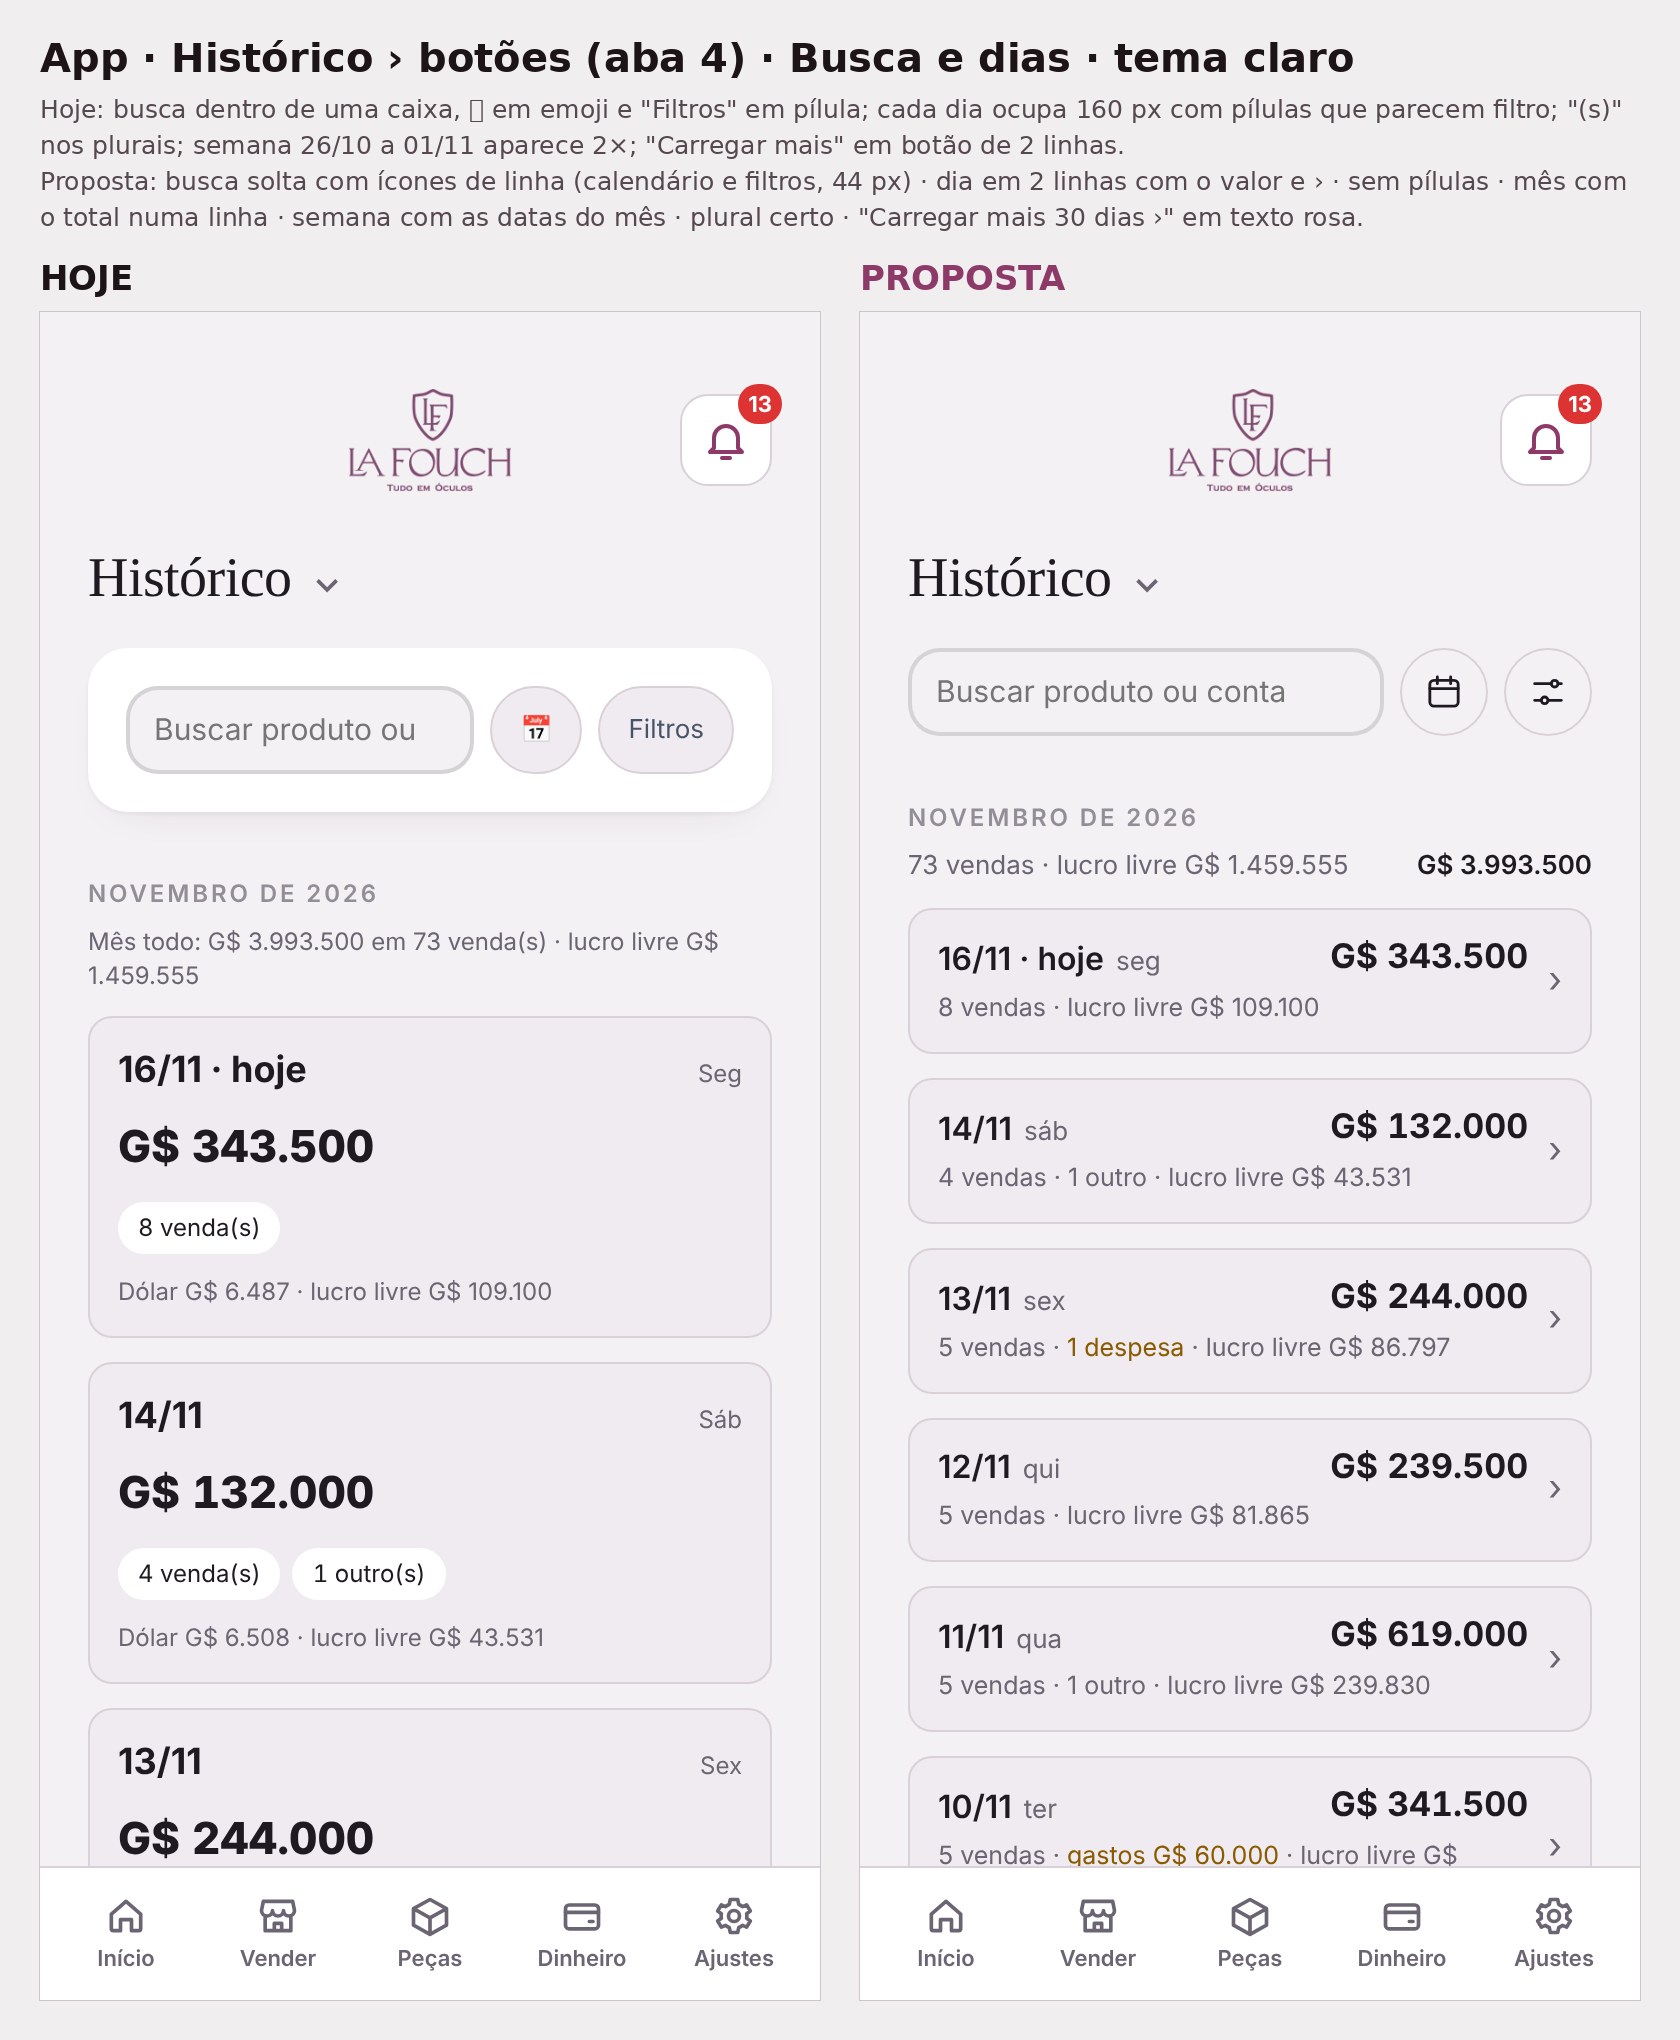 App · Histórico › botões (aba 4) · Busca e dias · tema claro
Hoje: busca dentro de uma caixa, ▯ em emoji e "Filtros" em pílula; cada dia ocupa 160 px com pílulas que parecem filtro; "(s)"
nos plurais; semana 26/10 a 01/11 aparece 2×; "Carregar mais" em botão de 2 linhas.
Proposta: busca solta com ícones de linha (calendário e filtros, 44 px) · dia em 2 linhas com o valor e › · sem pílulas · mês com
o total numa linha · semana com as datas do mês · plural certo · "Carregar mais 30 dias ›" em texto rosa.
HOJE
LF
LA FOUCH
TUDO EM ÓCULOS
13
Histórico
Buscar produto ou
July
17
Filtros
NOVEMBRO DE 2026
Mês todo: G$ 3.993.500 em 73 venda(s) · lucro livre G$
1.459.555
16/11 · hoje
Seg
G$ 343.500
8 venda(s)
Dólar G$ 6.487 · lucro livre G$ 109.100
14/11
Sáb
G$ 132.000
4 venda(s)
1 outro(s)
Dólar G$ 6.508 · lucro livre G$ 43.531
13/11
Sex
G$ 244.000
Início
Vender
Peças
Dinheiro
Ajustes
PROPOSTA
LF
LA FOUCH
TUDO EM ÓCULOS
13
Histórico
Buscar produto ou conta
NOVEMBRO DE 2026
73 vendas · lucro livre G$ 1.459.555
G$ 3.993.500
16/11 · hoje seg
G$ 343.500
›
8 vendas · lucro livre G$ 109.100
14/11 sáb
G$ 132.000
›
4 vendas · 1 outro · lucro livre G$ 43.531
13/11 sex
G$ 244.000
›
5 vendas · 1 despesa · lucro livre G$ 86.797
12/11 qui
G$ 239.500
›
5 vendas · lucro livre G$ 81.865
11/11 qua
G$ 619.000
›
5 vendas · 1 outro · lucro livre G$ 239.830
10/11 ter
G$ 341.500
›
5 vendas · gastos G$ 60.000 · lucro livre G$
Início
Vender
Peças
Dinheiro
Ajustes